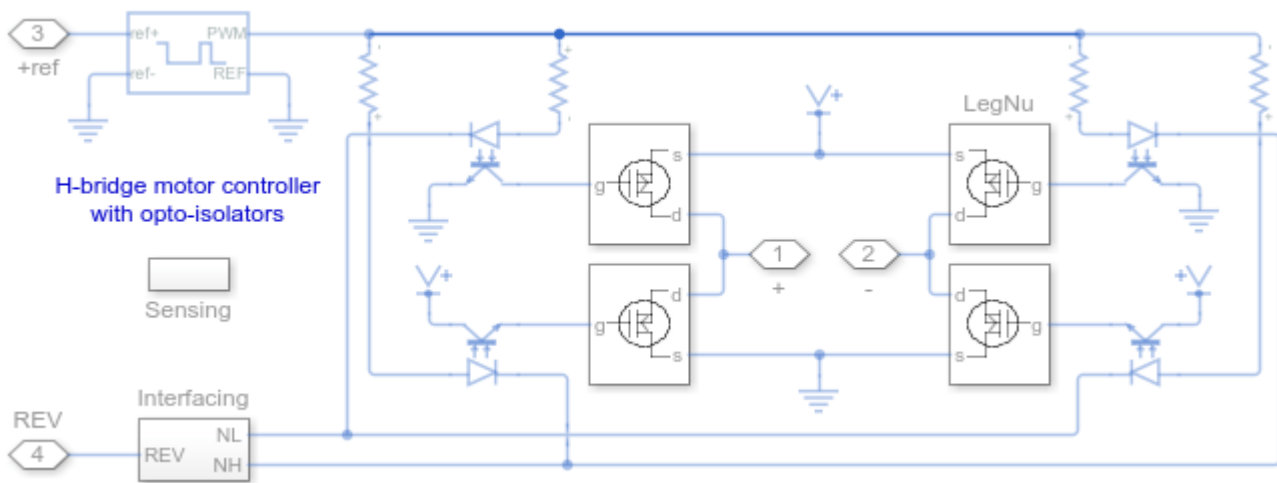 3
+ref
ref+
PWM
ref-
REF
-
+
+
-
-
+
-
+
V+
LegNu
s
g
d
s
g
d
H-bridge motor controller
with opto-isolators
1
+
2
-
Sensing
V+
V+
d
g
s
d
g
s
Interfacing
REV
4
REV
NL
NH